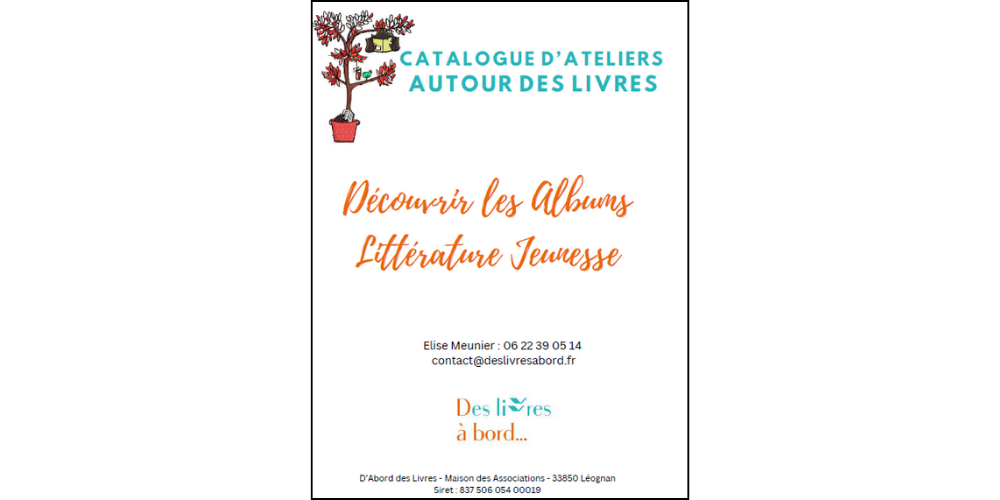 CATALOGUE D'ATELIERS
AUTOUR DES LIVRES
Découvrir les Albums
Littérature Jeunesse
Elise Meunier : 06 22 39 05 14
contact@deslivresabord.fr
Des livres
à bord...
D'Abord des Livres - Maison des Associations - 33850 Léognan
Siret : 837 506 054 00019